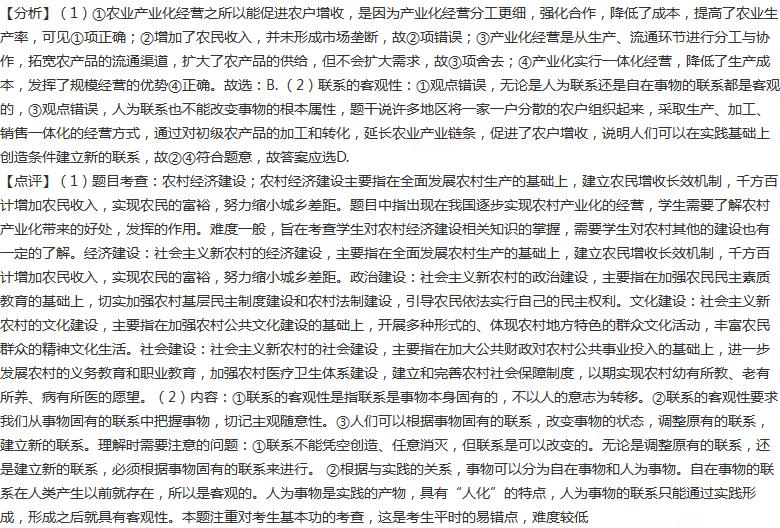 【分析】（1）①农业产业化经营之所以能促进农户增收，是因为产业化经营分工更细，强化合作，降低了成本，提高了农业生
产率，可见①项正确；②增加了农民收入，并未形成市场垄断，故②项错误；③产业化经营是从生产、流通环节进行分工与协
作，拓宽农产品的流通渠道，扩大了农产品的供给，但不会扩大需求，故③项舍去；④产业化实行一体化经营，降低了生产成
本，发挥了规模经营的优势④正确。故选：B.（2）联系的客观性：①观点错误，无论是人为联系还是自在事物的联系都是客观
的，③观点错误，人为联系也不能改变事物的根本属性，题干说许多地区将一家一户分散的农户组织起来，采取生产、加工、
销售一体化的经营方式，通过对初级农产品的加工和转化，延长农业产业链条，促进了农户增收，说明人们可以在实践基础上
创造条件建立新的联系，故②④符合题意，故答案应选D.
【点评】（1）题目考查：农村经济建设；农村经济建设主要指在全面发展农村生产的基础上，建立农民增收长效机制，千方百
计增加农民收入，实现农民的富裕，努力缩小城乡差距。题目中指出现在我国逐步实现农村产业化的经营，学生需要了解农村
产业化带来的好处，发挥的作用。难度一般，旨在考查学生对农村经济建设相关知识的掌握，需要学生对农村其他的建设也有
一定的了解。经济建设：社会主义新农村的经济建设，主要指在全面发展农村生产的基础上，建立农民增收长效机制，千方百
计增加农民收入，实现农民的富裕，努力缩小城乡差距。政治建设：社会主义新农村的政治建设，主要指在加强农民民主素质
教育的基础上，切实加强农村基层民主制度建设和农村法制建设，引导农民依法实行自己的民主权利。文化建设：社会主义新
农村的文化建设，主要指在加强农村公共文化建设的基础上，开展多种形式的、体现农村地方特色的群众文化活动，丰富农民
群众的精神文化生活。社会建设：社会主义新农村的社会建设，主要指在加大公共财政对农村公共事业投入的基础上，进一步
发展农村的义务教育和职业教育，加强农村医疗卫生体系建设，建立和完善农村社会保障制度，以期实现农村幼有所教、老有
所养、病有所医的愿望。（2）内容：①联系的客观性是指联系是事物本身固有的，不以人的意志为转移。②联系的客观性要求
我们从事物固有的联系中把握事物，切记主观随意性。③人们可以根据事物固有的联系，改变事物的状态，调整原有的联系，
建立新的联系。理解时需要注意的问题：①联系不能凭空创造、任意消灭，但联系是可以改变的。无论是调整原有的联系，还
是建立新的联系，必须根据事物固有的联系来进行。 ②根据与实践的关系，事物可以分为自在事物和人为事物。自在事物的联
系在人类产生以前就存在，所以是客观的。人为事物是实践的产物，具有“人化”的特点，人为事物的联系只能通过实践形
成，形成之后就具有客观性。本题注重对考生基本功的考查，这是考生平时的易错点，难度较低